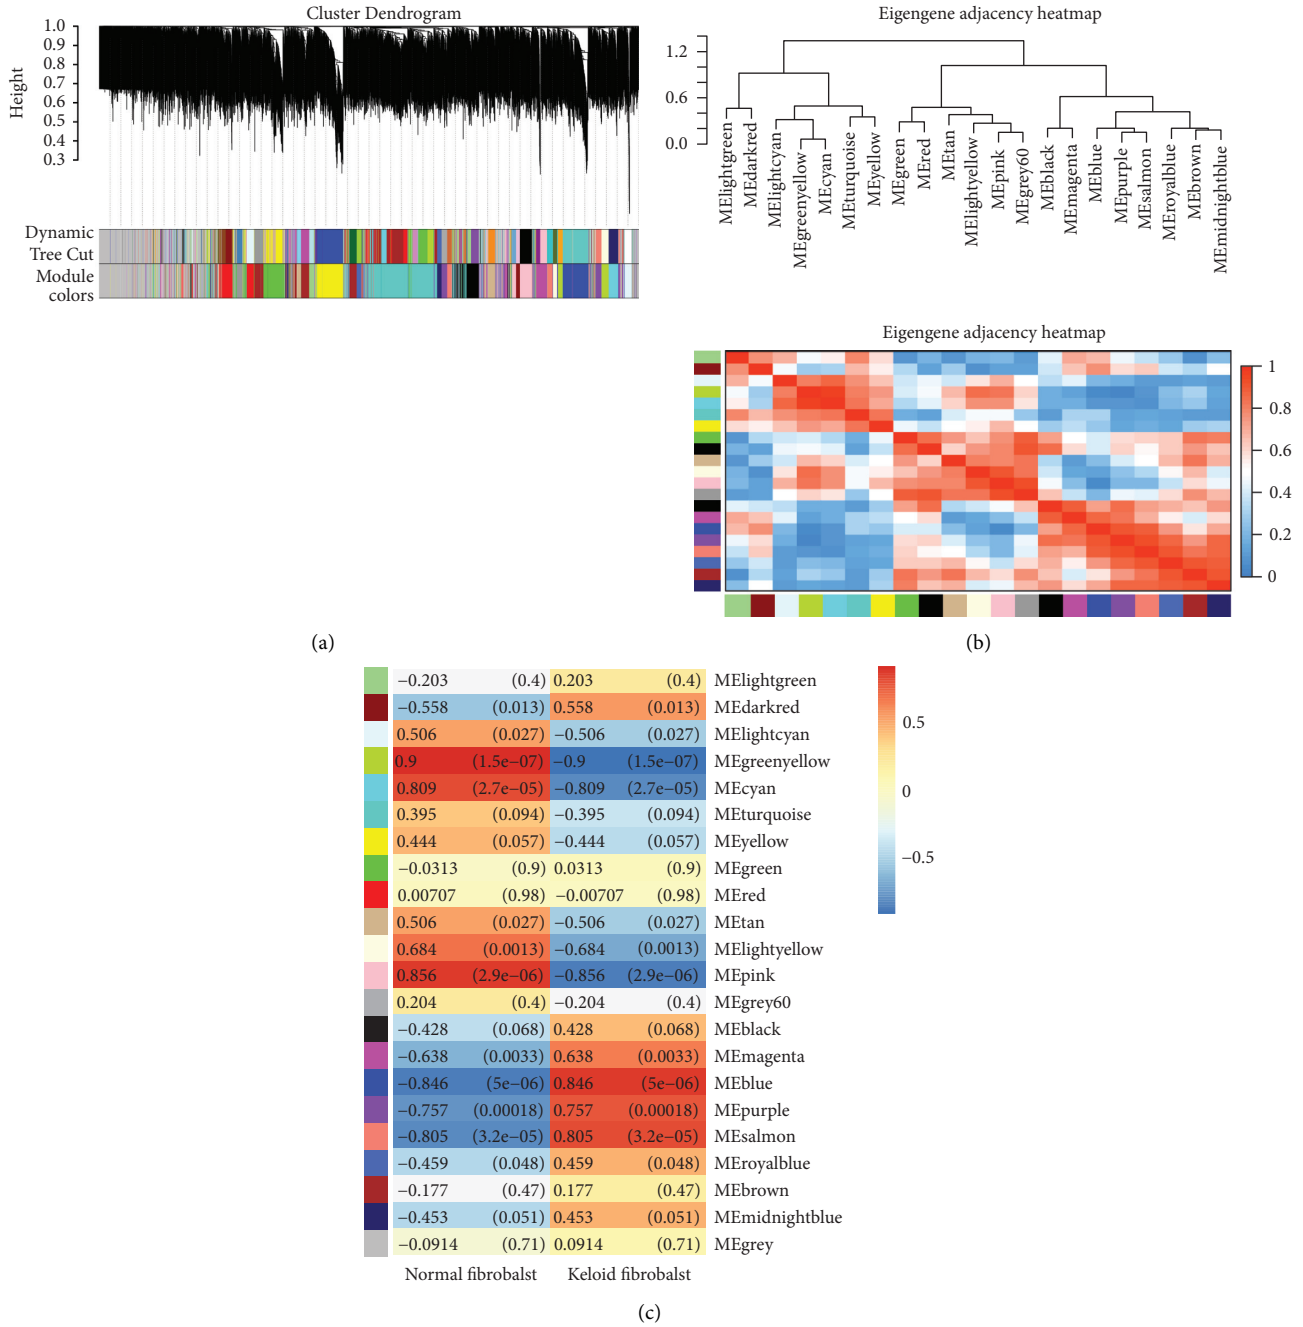 Cluster Dendrogram
Height
1.0
0.9
0.8
0.7
0.6
0.5
0.4
0.3
Dynamic
Tree Cut
Module
colors
(a)
Eigengene adjacency heatmap
1.2
0.6
0.0
MElightgreen
MEdarkred
MElightcyan
MEgreenyellow
MEcyan
MEturquoise
MEyellow
MEgreen
MEred
MEtan
MElightyellow
MEpink
MEgrey60
MEblack
MEmagenta
MEblue
MEpurple
MEsalmon
MEroyalblue
MEbrown
MEmidnightblue
Eigengene adjacency heatmap
1
0.8
0.6
0.4
0.2
0
(b)
−0.203 (0.4) 0.203 (0.4) MElightgreen
−0.558 (0.013) 0.558 (0.013) MEdarkred
0.506 (0.027) −0.506 (0.027) MElightcyan
0.9 (1.5e−07) −0.9 (1.5e−07) MEgreenyellow
0.809 (2.7e−05) −0.809 (2.7e−05) MEcyan
0.395 (0.094) −0.395 (0.094) MEturquoise
0.444 (0.057) −0.444 (0.057) MEyellow
−0.0313 (0.9) 0.0313 (0.9) MEgreen
0.00707 (0.98) −0.00707 (0.98) MEred
0.506 (0.027) −0.506 (0.027) MEtan
0.684 (0.0013) −0.684 (0.0013) MElightyellow
0.856 (2.9e−06) −0.856 (2.9e−06) MEpink
0.204 (0.4) −0.204 (0.4) MEgrey60
−0.428 (0.068) 0.428 (0.068) MEblack
−0.638 (0.0033) 0.638 (0.0033) MEmagenta
−0.846 (5e−06) 0.846 (5e−06) MEblue
−0.757 (0.00018) 0.757 (0.00018) MEpurple
−0.805 (3.2e−05) 0.805 (3.2e−05) MEsalmon
−0.459 (0.048) 0.459 (0.048) MEroyalblue
−0.177 (0.47) 0.177 (0.47) MEbrown
−0.453 (0.051) 0.453 (0.051) MEmidnightblue
−0.0914 (0.71) 0.0914 (0.71) MEgrey
Normal fibrobalst Keloid fibrobalst
0.5
0
−0.5
(c)